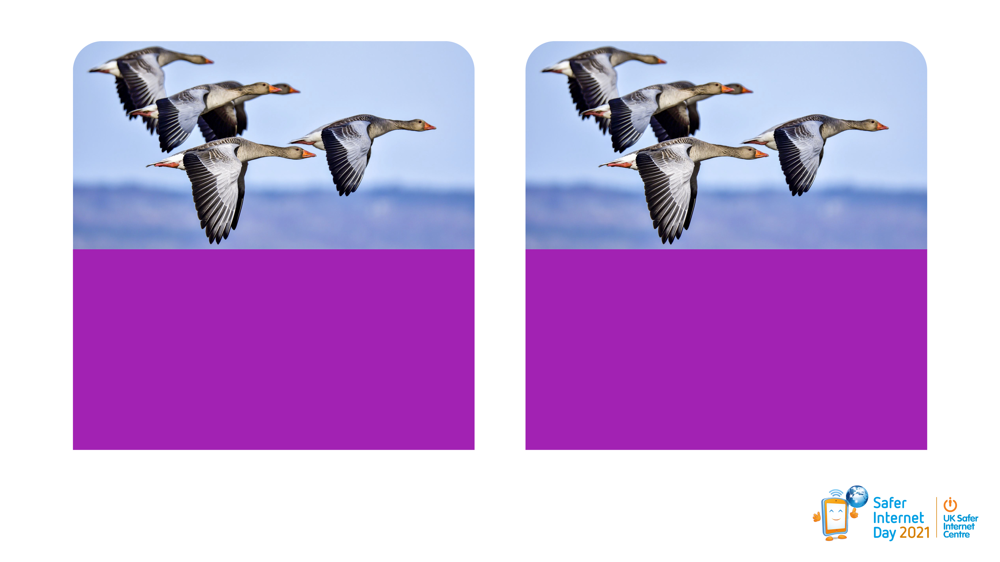 Safer
Internet
Day 2021
UK Safer
Internet
Centre